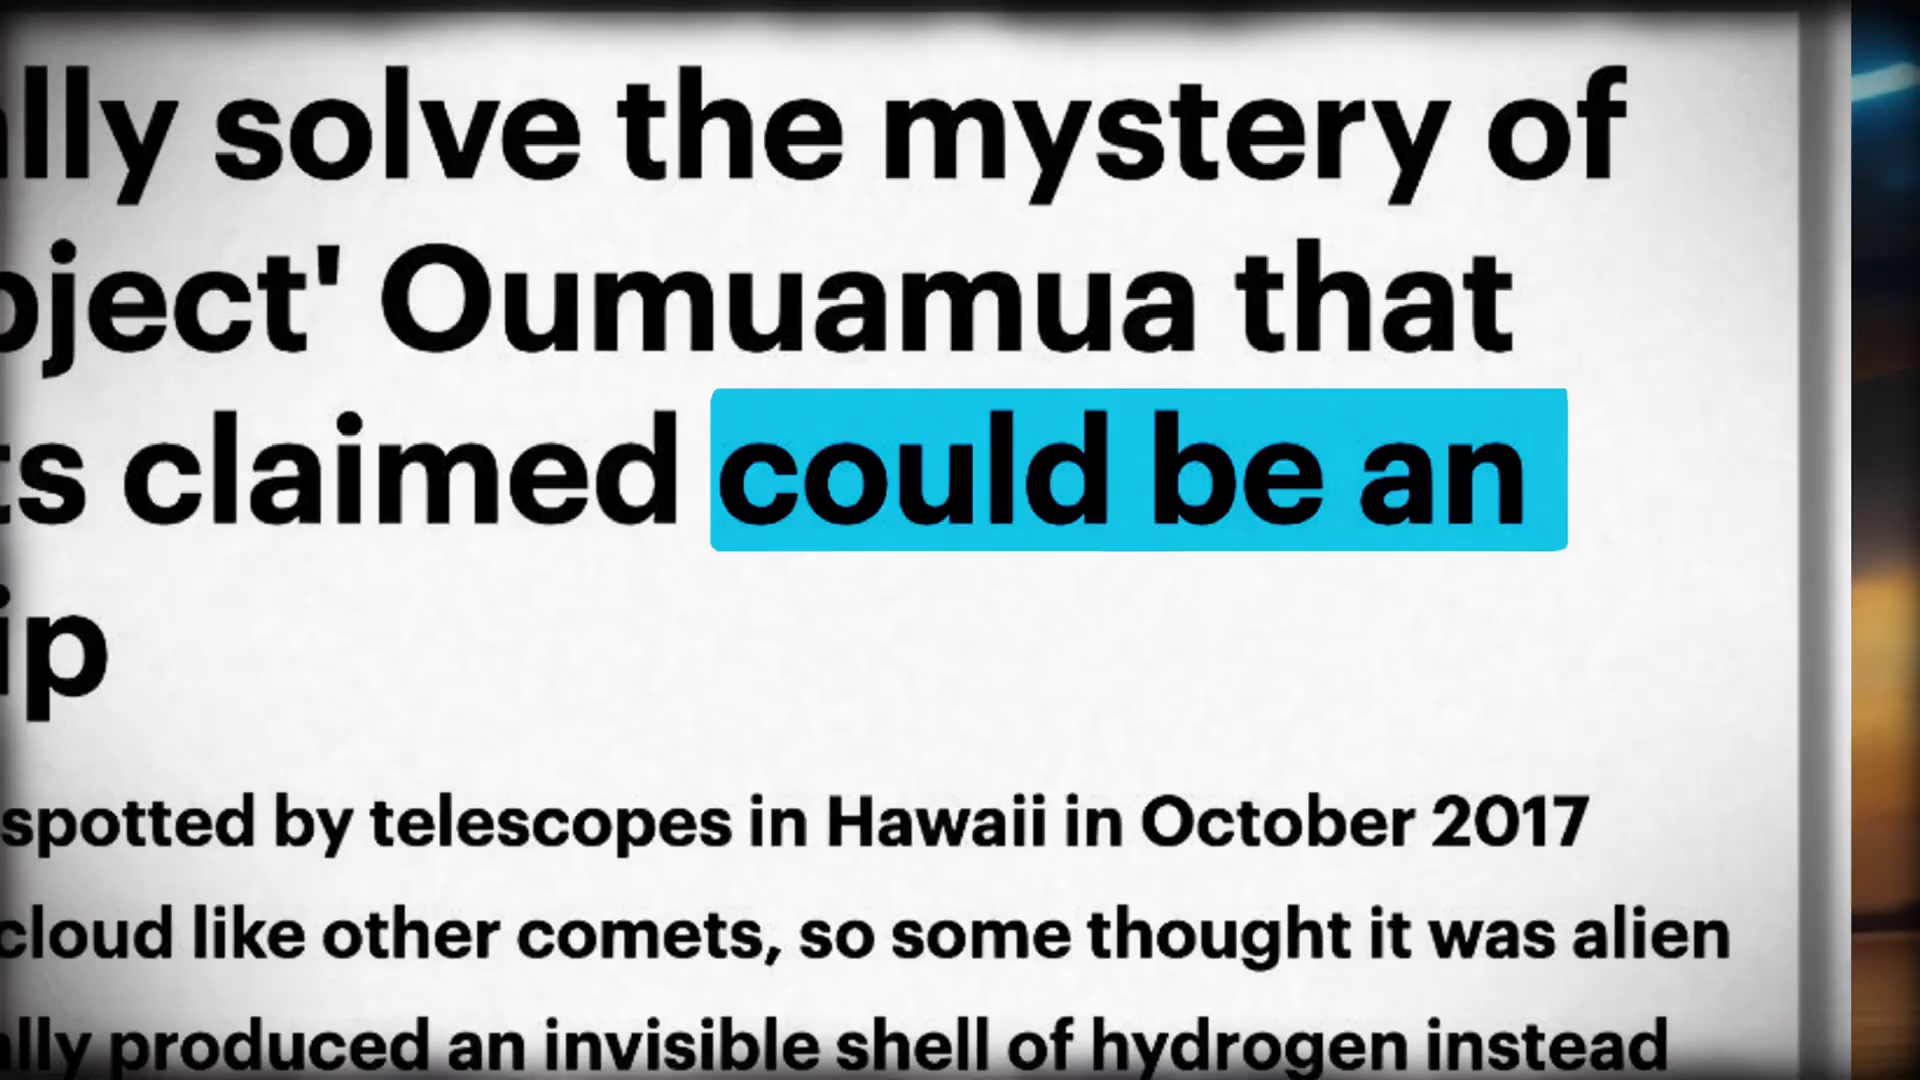 lly solve the mystery of
bject' Oumuamua that
ts claimed could be an
ip
spotted by telescopes in Hawaii in October 2017
cloud like other comets, so some thought it was alien
lly produced an invisible shell of hydrogen instead